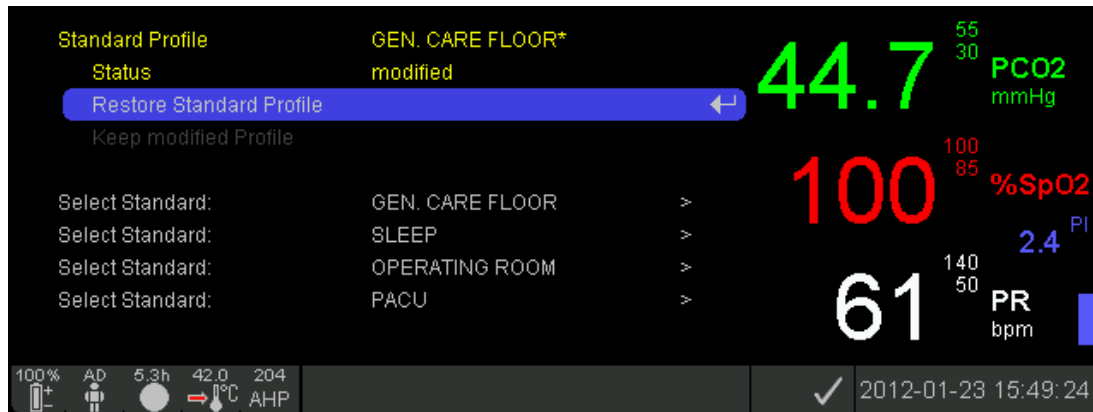 Standard Profile GEN. CARE FLOOR*
Status modified
Restore Standard Profile
Keep modified Profile
Select Standard: GEN. CARE FLOOR >
Select Standard: SLEEP >
Select Standard: OPERATING ROOM >
Select Standard: PACU >
44.7 55 30 PCO2 mmHg
100 100 85 %SpO2
2.4 PI
61 140 50 PR bpm
100% AD 5.3h 42.0 °C 204 AHP
2012-01-23 15:49:24